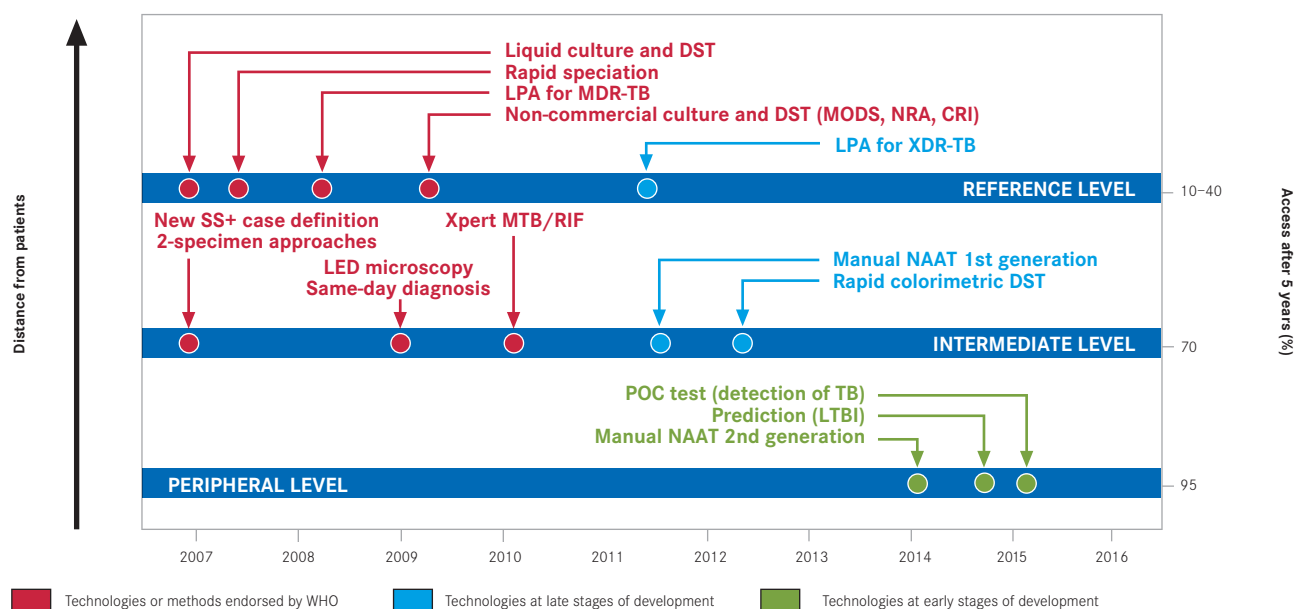 Liquid culture and DST
Rapid speciation
LPA for MDR-TB
Non-commercial culture and DST (MODS, NRA, CRI)
LPA for XDR-TB
REFERENCE LEVEL
10–40
New SS+ case definition
2-specimen approaches
Xpert MTB/RIF
LED microscopy
Same-day diagnosis
Manual NAAT 1st generation
Rapid colorimetric DST
INTERMEDIATE LEVEL
70
POC test (detection of TB)
Prediction (LTBI)
Manual NAAT 2nd generation
PERIPHERAL LEVEL
95
Distance from patients
Access after 5 years (%)
2007 2008 2009 2010 2011 2012 2013 2014 2015 2016
Technologies or methods endorsed by WHO
Technologies at late stages of development
Technologies at early stages of development